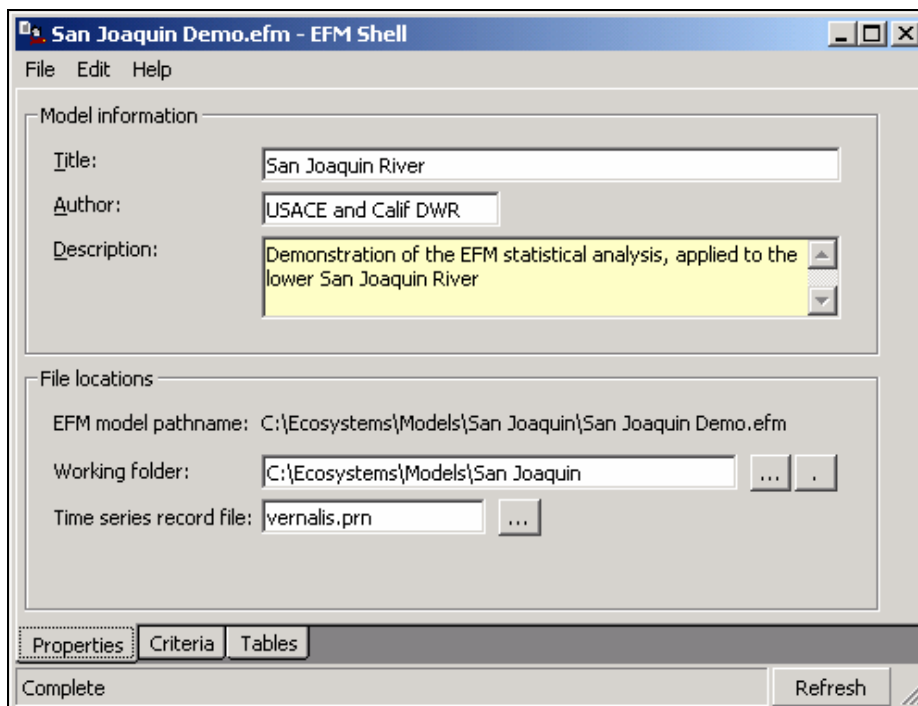 San Joaquin Demo.efm - EFM Shell
File Edit Help
Model information
Title: San Joaquin River
Author: USACE and Calif DWR
Description: Demonstration of the EFM statistical analysis, applied to the
lower San Joaquin River
File locations
EFM model pathname: C:\Ecosystems\Models\San Joaquin\San Joaquin Demo.efm
Working folder: C:\Ecosystems\Models\San Joaquin ... .
Time series record file: vernalis.prn ...
Properties Criteria Tables
Complete Refresh